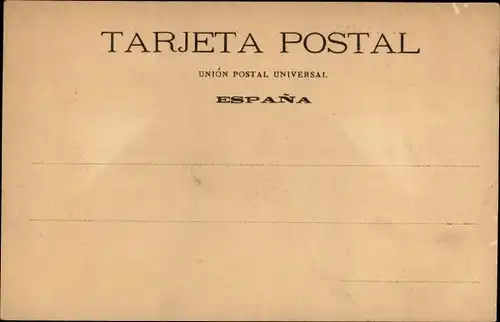 TARJETA POSTAL
UNIÓN POSTAL UNIVERSAL
ESPAÑA